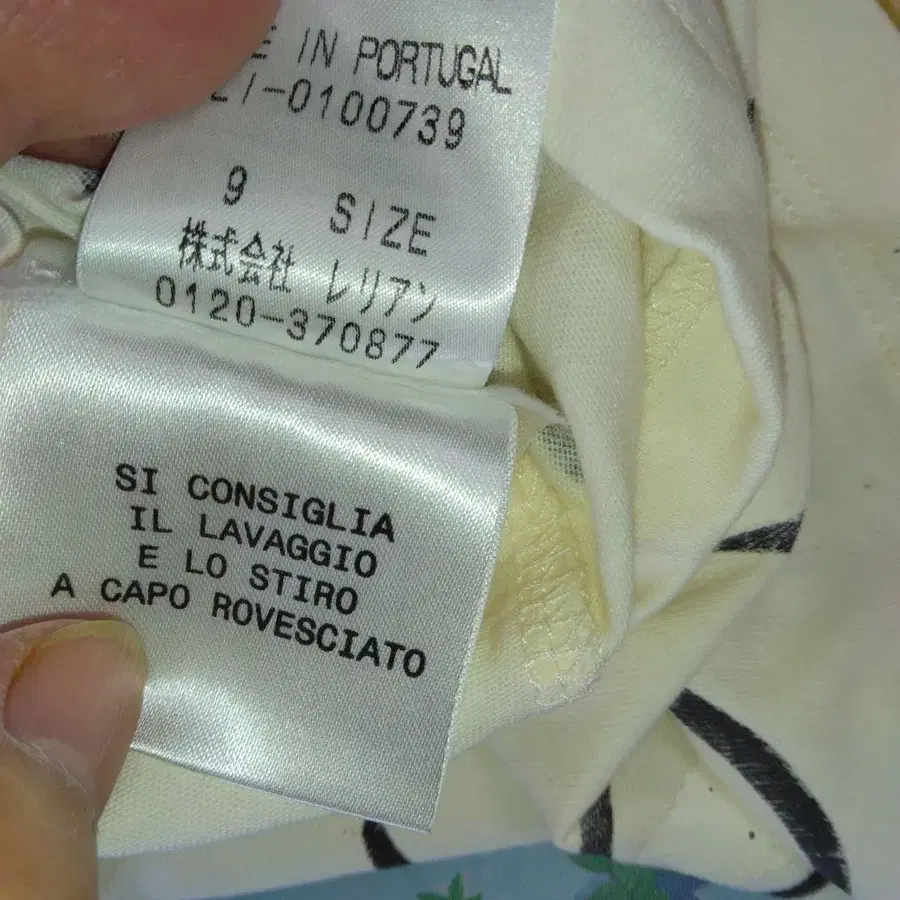 IN PORTUGAL
-0100739
9 SIZE
株式会社 レリアン
0120-370877
SI CONSIGLIA
IL LAVAGGIO
E LO STIRO
A CAPO ROVESCIATO